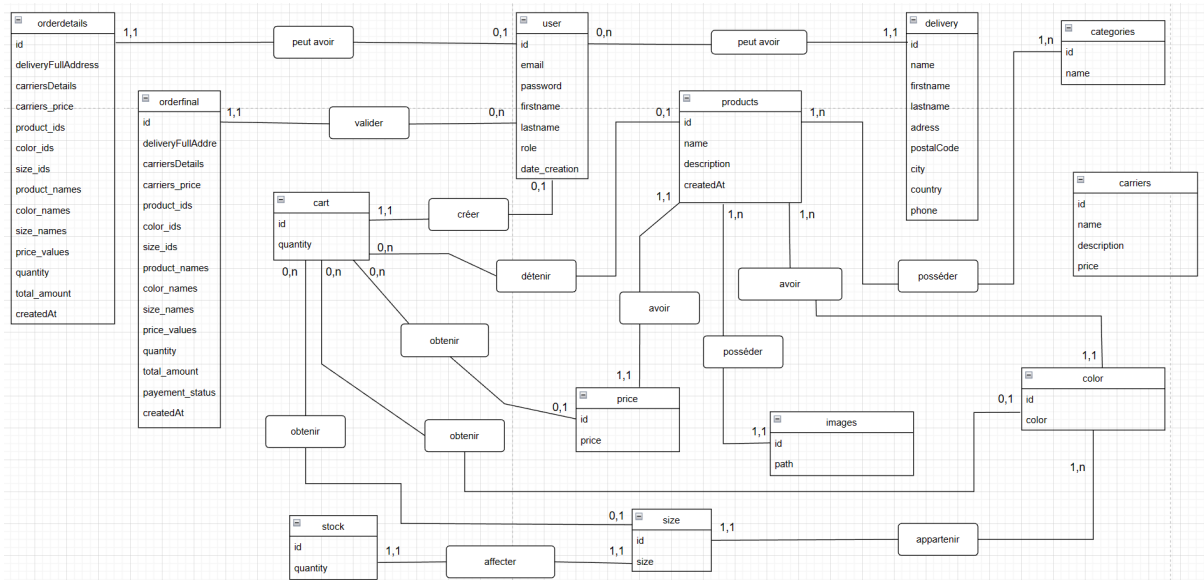 orderdetails
id
deliveryFullAddress
carriersDetails
carriers_price
product_ids
color_ids
size_ids
product_names
color_names
size_names
price_values
quantity
total_amount
createdAt
1,1
peut avoir
0,1
user
id
email
password
firstname
lastname
role
date_creation
0,n
peut avoir
1,1
delivery
id
name
firstname
lastname
adress
postalCode
city
country
phone
categories
id
name
1,n
orderfinal
id
deliveryFullAddre
carriersDetails
carriers_price
product_ids
color_ids
size_ids
product_names
color_names
size_names
price_values
quantity
total_amount
payement_status
createdAt
1,1
valider
0,n
products
id
name
description
createdAt
0,1
1,n
carriers
id
name
description
price
cart
id
quantity
1,1
créer
0,1
0,n
détenir
1,1
1,n
1,n
posséder
avoir
avoir
0,n
0,n
0,n
obtenir
posséder
1,1
1,1
price
id
price
0,1
color
id
color
0,1
images
id
path
1,1
obtenir
obtenir
1,n
stock
id
quantity
1,1
affecter
1,1
0,1
size
id
size
1,1
appartenir